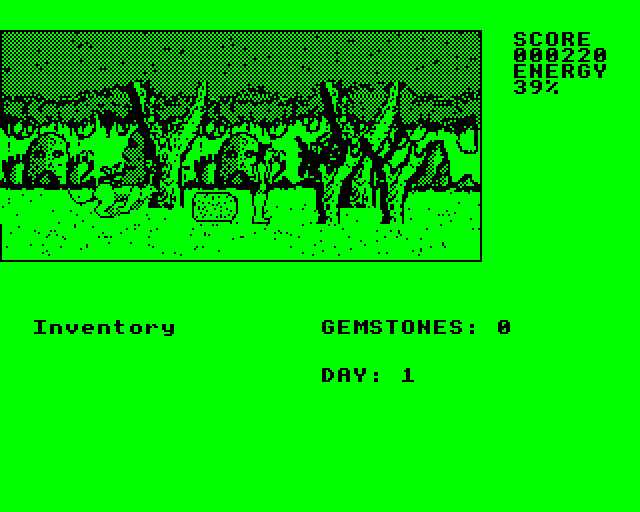 SCORE
000220
ENERGY
39%
Inventory
GEMSTONES: 0
DAY: 1